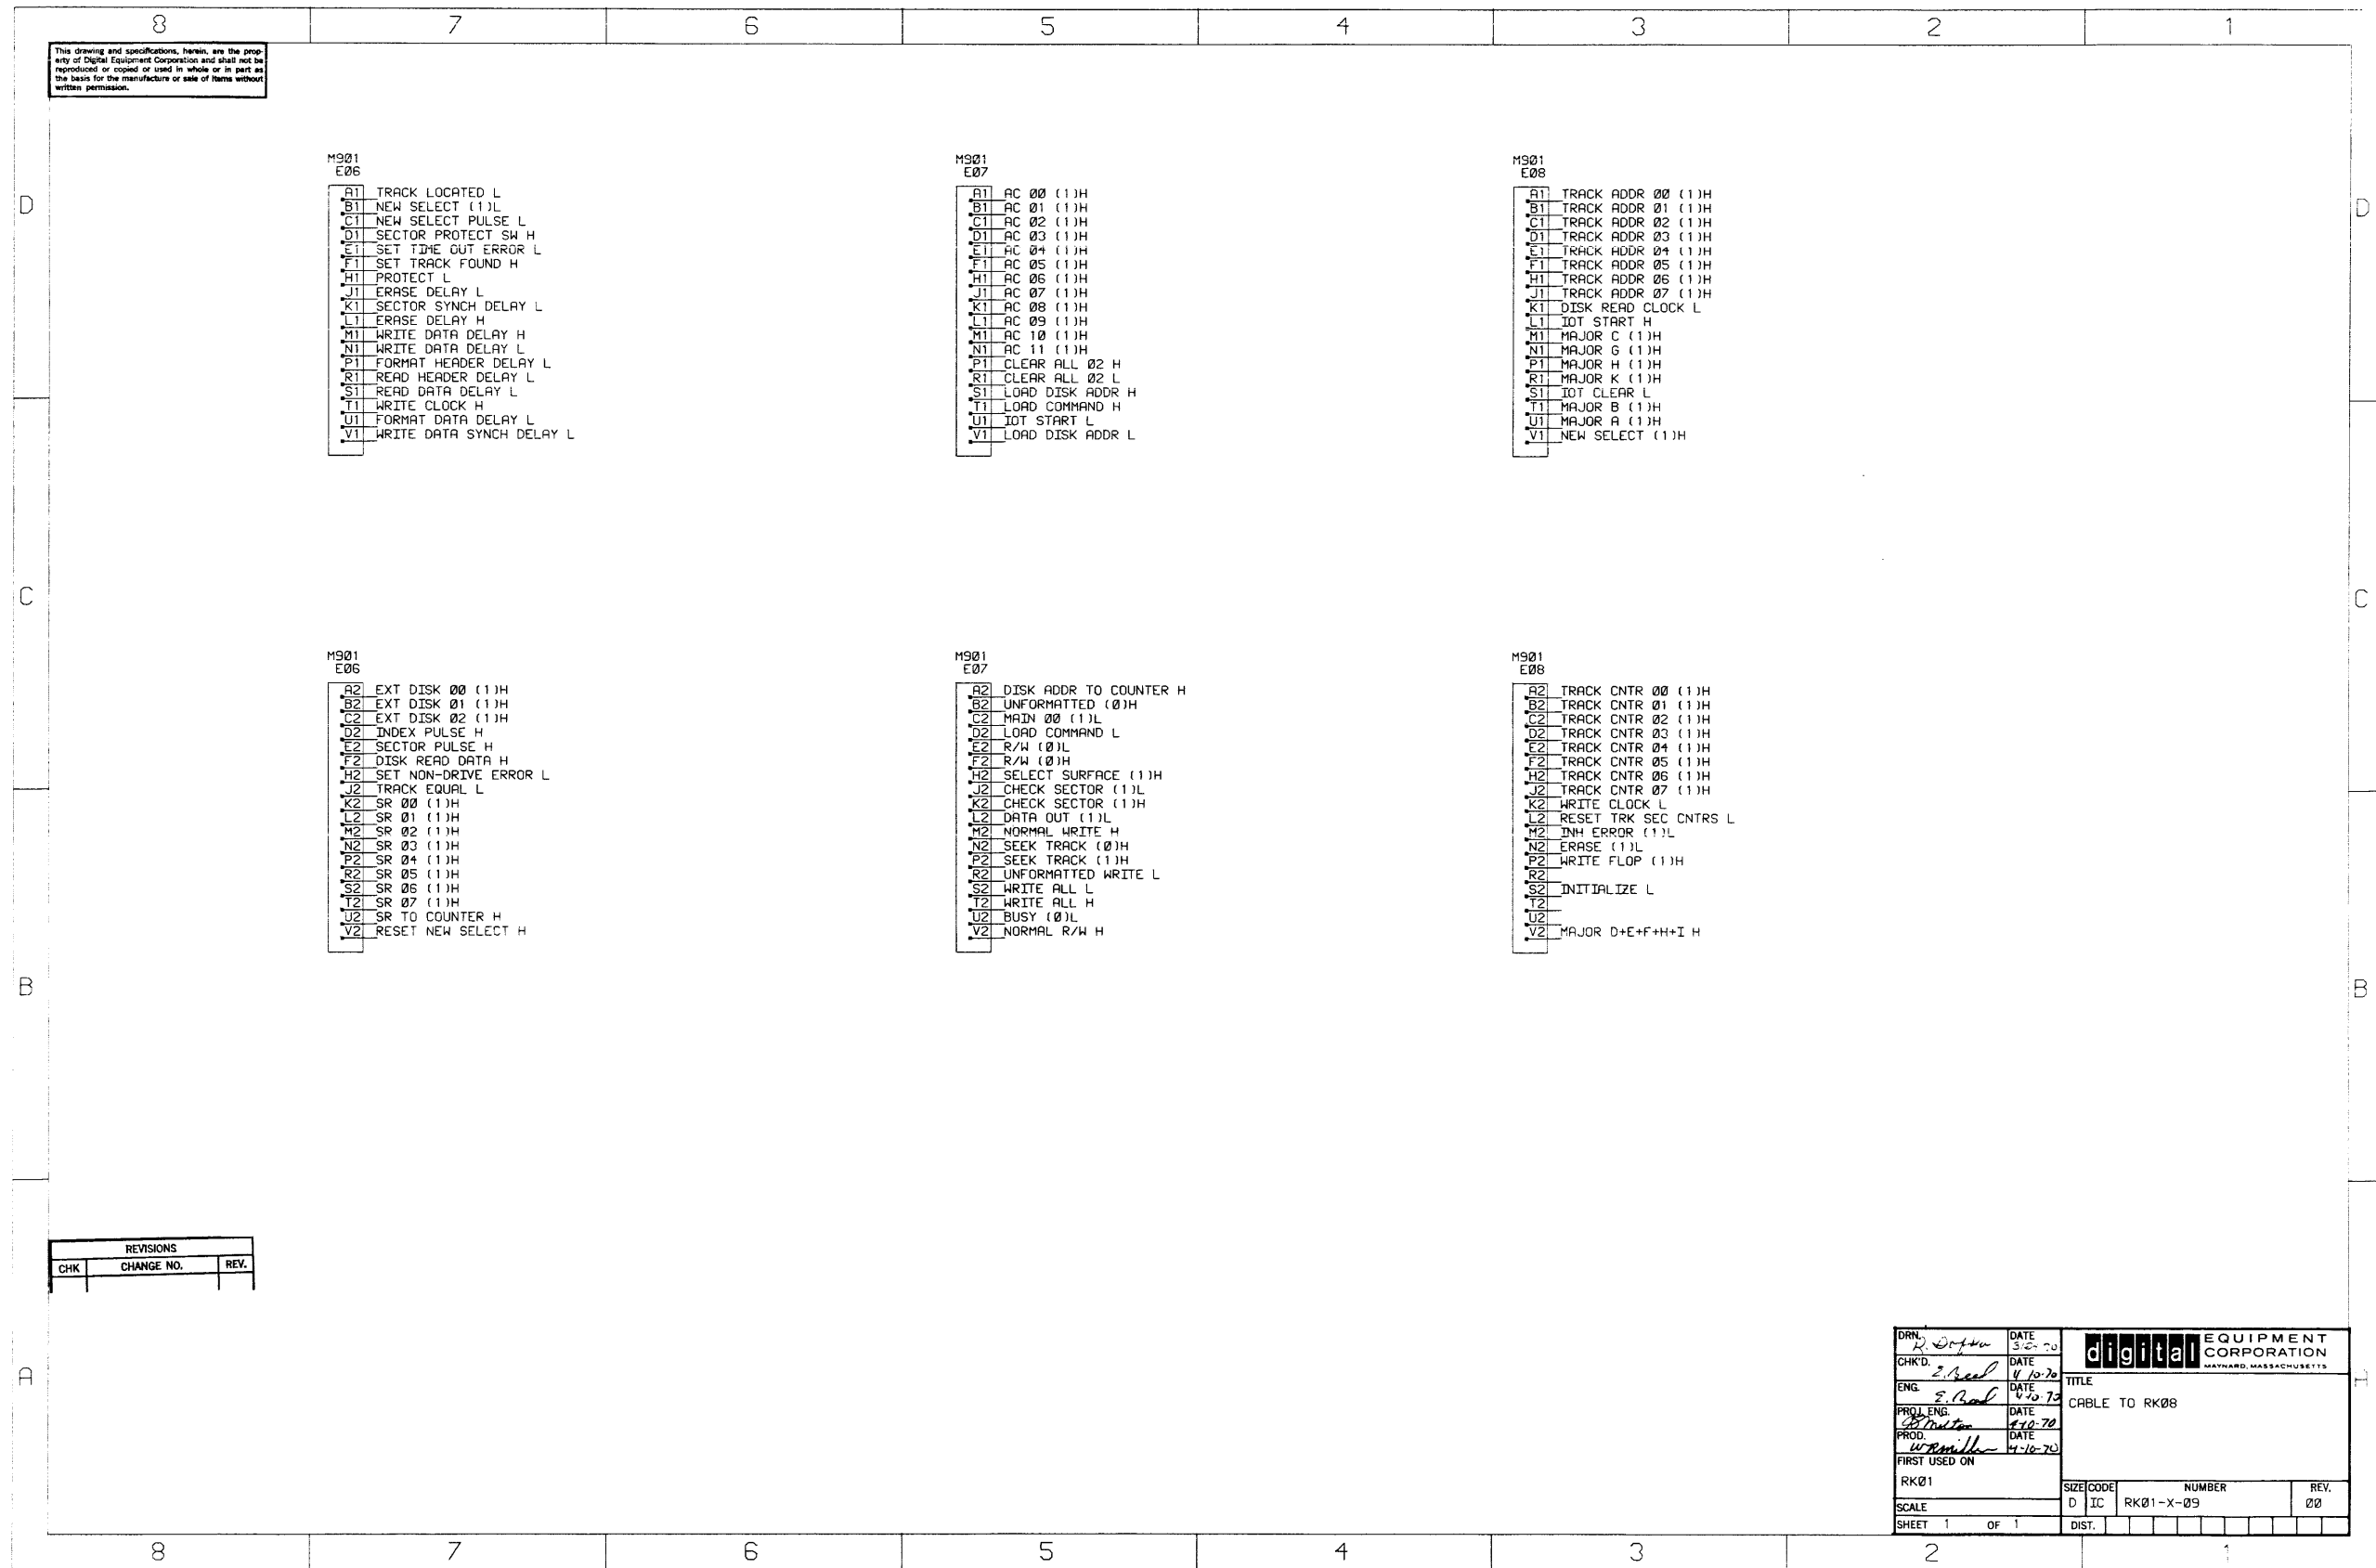 8 7 6 5 4 3 2 1
This drawing and specifications, herein, are the prop-
erty of Digital Equipment Corporation and shall not be
reproduced or copied or used in whole or in part as
the basis for the manufacture or sale of items without
written permission.
D
D
M9Ø1
EØ6
A1 TRACK LOCATED L
B1 NEW SELECT (1)L
C1 NEW SELECT PULSE L
D1 SECTOR PROTECT SW H
E1 SET TIME OUT ERROR L
F1 SET TRACK FOUND H
H1 PROTECT L
J1 ERASE DELAY L
K1 SECTOR SYNCH DELAY L
L1 ERASE DELAY H
M1 WRITE DATA DELAY H
N1 WRITE DATA DELAY L
P1 FORMAT HEADER DELAY L
R1 READ HEADER DELAY L
S1 READ DATA DELAY L
T1 WRITE CLOCK H
U1 FORMAT DATA DELAY L
V1 WRITE DATA SYNCH DELAY L
M9Ø1
EØ7
A1 AC ØØ (1)H
B1 AC Ø1 (1)H
C1 AC Ø2 (1)H
D1 AC Ø3 (1)H
E1 AC Ø4 (1)H
F1 AC Ø5 (1)H
H1 AC Ø6 (1)H
J1 AC Ø7 (1)H
K1 AC Ø8 (1)H
L1 AC Ø9 (1)H
M1 AC 1Ø (1)H
N1 AC 11 (1)H
P1 CLEAR ALL Ø2 H
R1 CLEAR ALL Ø2 L
S1 LOAD DISK ADDR H
T1 LOAD COMMAND H
U1 IOT START L
V1 LOAD DISK ADDR L
M9Ø1
EØ8
A1 TRACK ADDR ØØ (1)H
B1 TRACK ADDR Ø1 (1)H
C1 TRACK ADDR Ø2 (1)H
D1 TRACK ADDR Ø3 (1)H
E1 TRACK ADDR Ø4 (1)H
F1 TRACK ADDR Ø5 (1)H
H1 TRACK ADDR Ø6 (1)H
J1 TRACK ADDR Ø7 (1)H
K1 DISK READ CLOCK L
L1 IOT START H
M1 MAJOR C (1)H
N1 MAJOR G (1)H
P1 MAJOR H (1)H
R1 MAJOR K (1)H
S1 IOT CLEAR L
T1 MAJOR B (1)H
U1 MAJOR A (1)H
V1 NEW SELECT (1)H
C
C
M9Ø1
EØ6
A2 EXT DISK ØØ (1)H
B2 EXT DISK Ø1 (1)H
C2 EXT DISK Ø2 (1)H
D2 INDEX PULSE H
E2 SECTOR PULSE H
F2 DISK READ DATA H
H2 SET NON-DRIVE ERROR L
J2 TRACK EQUAL L
K2 SR ØØ (1)H
L2 SR Ø1 (1)H
M2 SR Ø2 (1)H
N2 SR Ø3 (1)H
P2 SR Ø4 (1)H
R2 SR Ø5 (1)H
S2 SR Ø6 (1)H
T2 SR Ø7 (1)H
U2 SR TO COUNTER H
V2 RESET NEW SELECT H
M9Ø1
EØ7
A2 DISK ADDR TO COUNTER H
B2 UNFORMATTED (Ø)H
C2 MAIN ØØ (1)L
D2 LOAD COMMAND L
E2 R/W (Ø)L
F2 R/W (Ø)H
H2 SELECT SURFACE (1)H
J2 CHECK SECTOR (1)L
K2 CHECK SECTOR (1)H
L2 DATA OUT (1)L
M2 NORMAL WRITE H
N2 SEEK TRACK (Ø)H
P2 SEEK TRACK (1)H
R2 UNFORMATTED WRITE L
S2 WRITE ALL L
T2 WRITE ALL H
U2 BUSY (Ø)L
V2 NORMAL R/W H
M9Ø1
EØ8
A2 TRACK CNTR ØØ (1)H
B2 TRACK CNTR Ø1 (1)H
C2 TRACK CNTR Ø2 (1)H
D2 TRACK CNTR Ø3 (1)H
E2 TRACK CNTR Ø4 (1)H
F2 TRACK CNTR Ø5 (1)H
H2 TRACK CNTR Ø6 (1)H
J2 TRACK CNTR Ø7 (1)H
K2 WRITE CLOCK L
L2 RESET TRK SEC CNTRS L
M2 INH ERROR (1)L
N2 ERASE (1)L
P2 WRITE FLOP (1)H
R2
S2 INITIALIZE L
T2
U2
V2 MAJOR D+E+F+H+I H
B
B
REVISIONS
CHK CHANGE NO. REV.
A
DRN. DATE
CHK'D. DATE 4 10-70
ENG. DATE
PROJ. ENG. DATE 4-10-70
PROD. DATE 4-10-70
FIRST USED ON
RKØ1
SCALE
SHEET 1 OF 1
digital EQUIPMENT
CORPORATION
MAYNARD, MASSACHUSETTS
TITLE
CABLE TO RKØ8
SIZE CODE NUMBER REV.
D IC RKØ1-X-Ø9 ØØ
DIST.
8 7 6 5 4 3 2 1